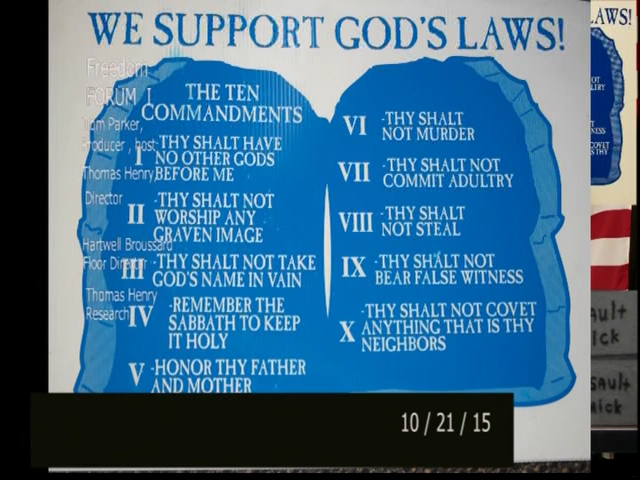 WE SUPPORT GOD'S LAWS!
Freedom
FORUM I
Tom Parker,
Producer , host
Thomas Henry
Director
Hartwell Broussard
Floor Director
Thomas Henry
Research
THE TEN
COMMANDMENTS
I -THY SHALT HAVE
NO OTHER GODS
BEFORE ME
II -THY SHALT NOT
WORSHIP ANY
GRAVEN IMAGE
III -THY SHALT NOT TAKE
GOD'S NAME IN VAIN
IV -REMEMBER THE
SABBATH TO KEEP
IT HOLY
V -HONOR THY FATHER
AND MOTHER
VI -THY SHALT
NOT MURDER
VII -THY SHALT NOT
COMMIT ADULTRY
VIII -THY SHALT
NOT STEAL
IX -THY SHALT NOT
BEAR FALSE WITNESS
X -THY SHALT NOT COVET
ANYTHING THAT IS THY
NEIGHBORS
10 / 21 / 15
LAWS!